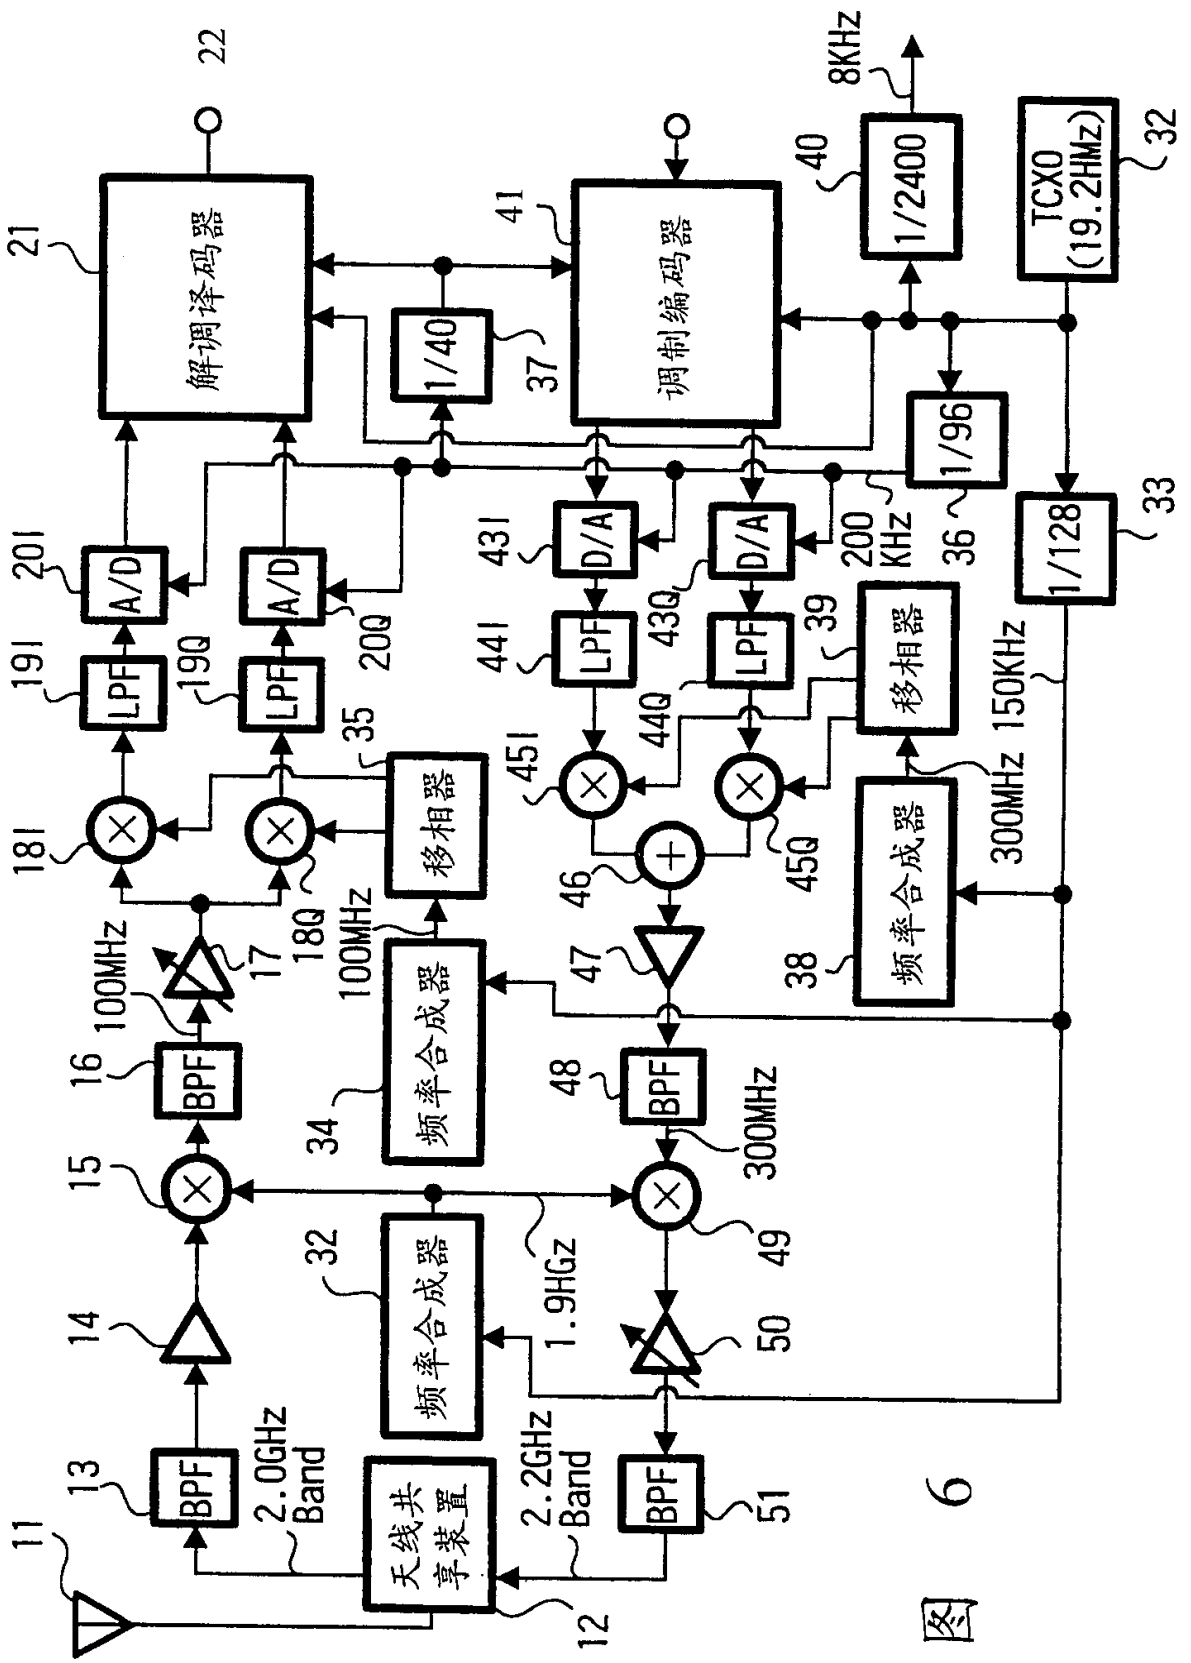 11
13
BPF
14
15
16
BPF
100MHz
17
18I
19I
LPF
20I
A/D
21
解调译码器
22
2.0GHz
Band
18Q
19Q
LPF
A/D
20Q
天线共
享装置
12
32
频率合成器
34
频率合成器
100MHz
35
移相器
1/40
37
2.2GHz
Band
1.9HGz
BPF
51
50
49
300MHz
48
BPF
47
46
45I
45Q
44I
LPF
44Q
LPF
43I
D/A
43Q
D/A
41
调制编码器
38
频率合成器
300MHz
39
移相器
150KHz
200
KHz
36
1/96
33
1/128
40
1/2400
8KHz
TCXO
(19.2HMz)
32
图 6